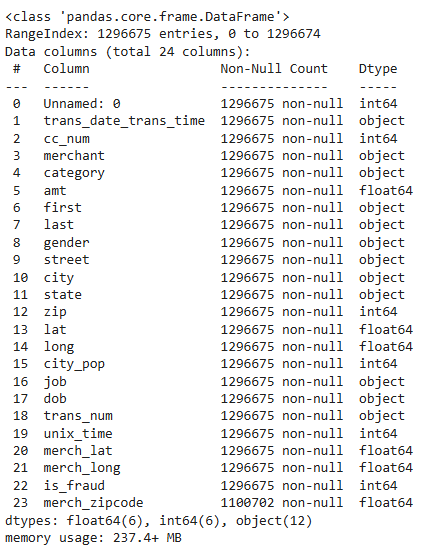 <class 'pandas.core.frame.DataFrame'>
RangeIndex: 1296675 entries, 0 to 1296674
Data columns (total 24 columns):
 #   Column                 Non-Null Count    Dtype
---  ------                 --------------    -----
 0   Unnamed: 0             1296675 non-null  int64
 1   trans_date_trans_time  1296675 non-null  object
 2   cc_num                 1296675 non-null  int64
 3   merchant               1296675 non-null  object
 4   category               1296675 non-null  object
 5   amt                    1296675 non-null  float64
 6   first                  1296675 non-null  object
 7   last                   1296675 non-null  object
 8   gender                 1296675 non-null  object
 9   street                 1296675 non-null  object
 10  city                   1296675 non-null  object
 11  state                  1296675 non-null  object
 12  zip                    1296675 non-null  int64
 13  lat                    1296675 non-null  float64
 14  long                   1296675 non-null  float64
 15  city_pop               1296675 non-null  int64
 16  job                    1296675 non-null  object
 17  dob                    1296675 non-null  object
 18  trans_num              1296675 non-null  object
 19  unix_time              1296675 non-null  int64
 20  merch_lat              1296675 non-null  float64
 21  merch_long             1296675 non-null  float64
 22  is_fraud               1296675 non-null  int64
 23  merch_zipcode          1100702 non-null  float64
dtypes: float64(6), int64(6), object(12)
memory usage: 237.4+ MB